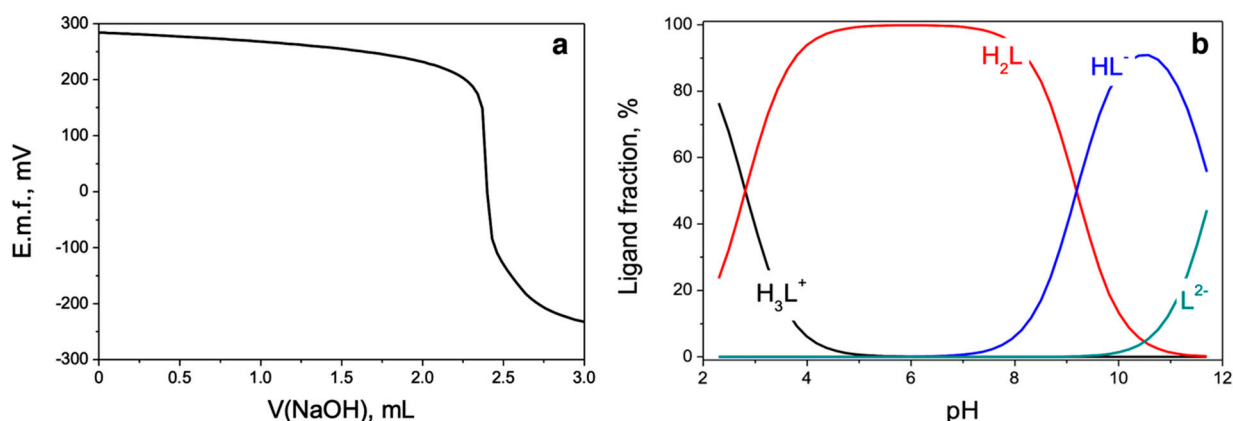 a
300
200
100
0
-100
-200
-300
E.m.f., mV
0
0.5
1.0
1.5
2.0
2.5
3.0
V(NaOH), mL
b
100
80
60
40
20
0
Ligand fraction, %
H₃L⁺
H₂L
HL⁻
L²⁻
2
4
6
8
10
12
pH